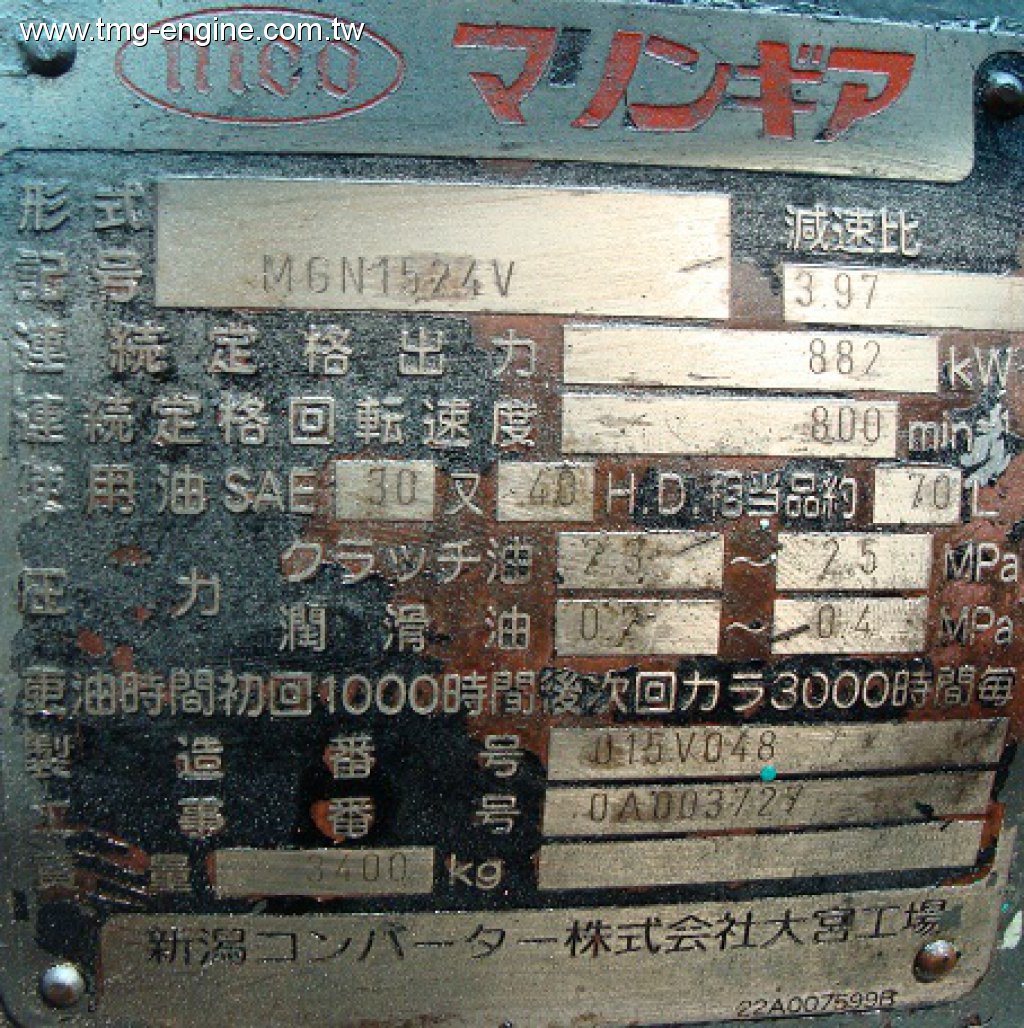 www.tmg-engine.com.tw
nico マリンギア
形式 減速比
記号 MGN1524V 3.97
連続定格出力 882 kW
連続定格回転速度 800 min
使用油 SAE 30 又 40 H.D.相当品約 70 L
圧力 クラッチ油 2.3 ~ 2.5 MPa
潤滑油 0.2 ~ 0.4 MPa
更油時間初回1000時間後次回カラ3000時間毎
製造番号 015V048
工事番号 0A003727
質量 3400 kg
新潟コンバーター株式会社大宮工場
22A007599B